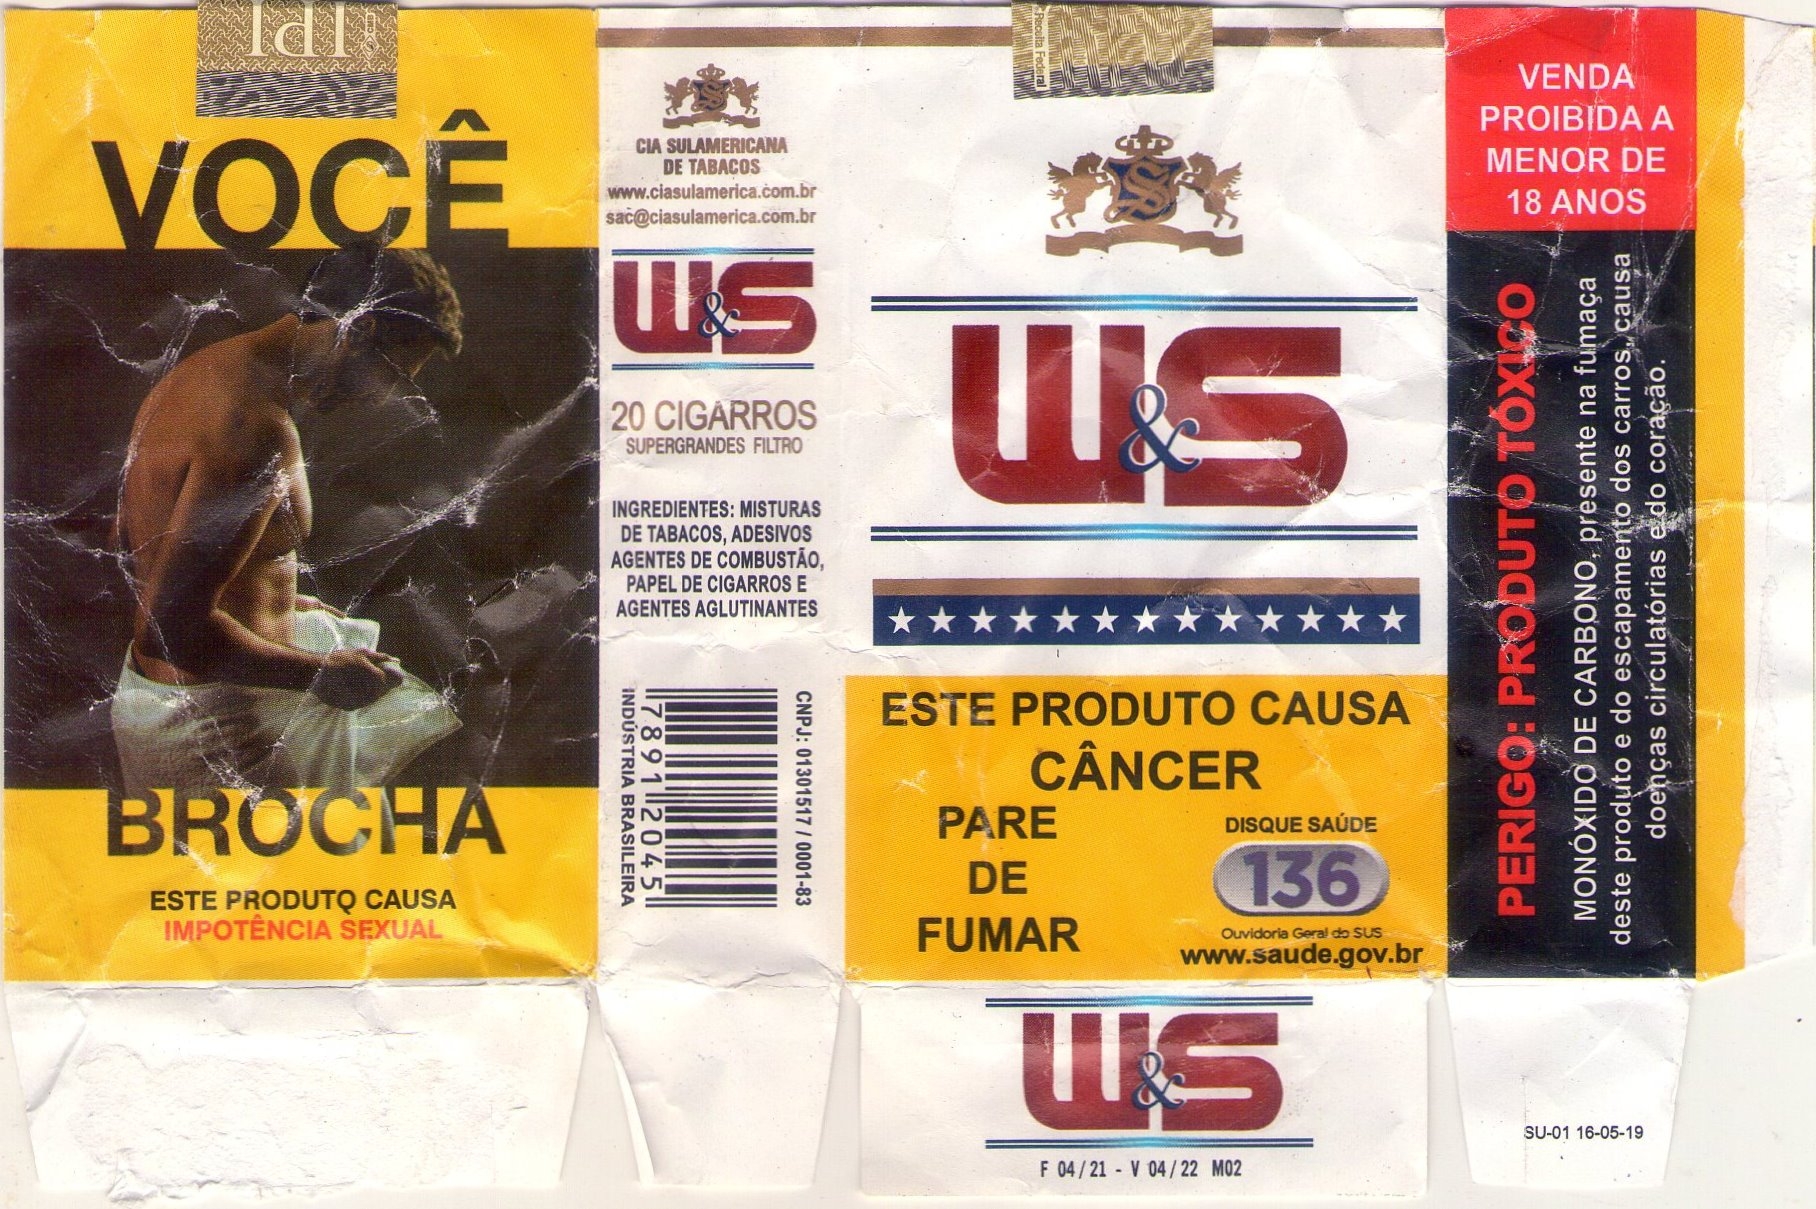 VOCÊ
BROCHA
ESTE PRODUTO CAUSA
IMPOTÊNCIA SEXUAL
CIA SULAMERICANA
DE TABACOS
www.ciasulamerica.com.br
sac@ciasulamerica.com.br
W&S
20 CIGARROS
SUPERGRANDES FILTRO
INGREDIENTES: MISTURAS
DE TABACOS, ADESIVOS
AGENTES DE COMBUSTÃO,
PAPEL DE CIGARROS E
AGENTES AGLUTINANTES
CNPJ: 01301517 / 0001-83
78912045
INDÚSTRIA BRASILEIRA
Receita Federal
S
W&S
ESTE PRODUTO CAUSA
CÂNCER
PARE
DE
FUMAR
DISQUE SAÚDE
136
Ouvidoria Geral do SUS
www.saude.gov.br
W&S
F 04/21 - V 04/22 M02
VENDA
PROIBIDA A
MENOR DE
18 ANOS
PERIGO: PRODUTO TÓXICO
MONÓXIDO DE CARBONO, presente na fumaça
deste produto e do escapamento dos carros, causa
doenças circulatórias e do coração.
SU-01 16-05-19